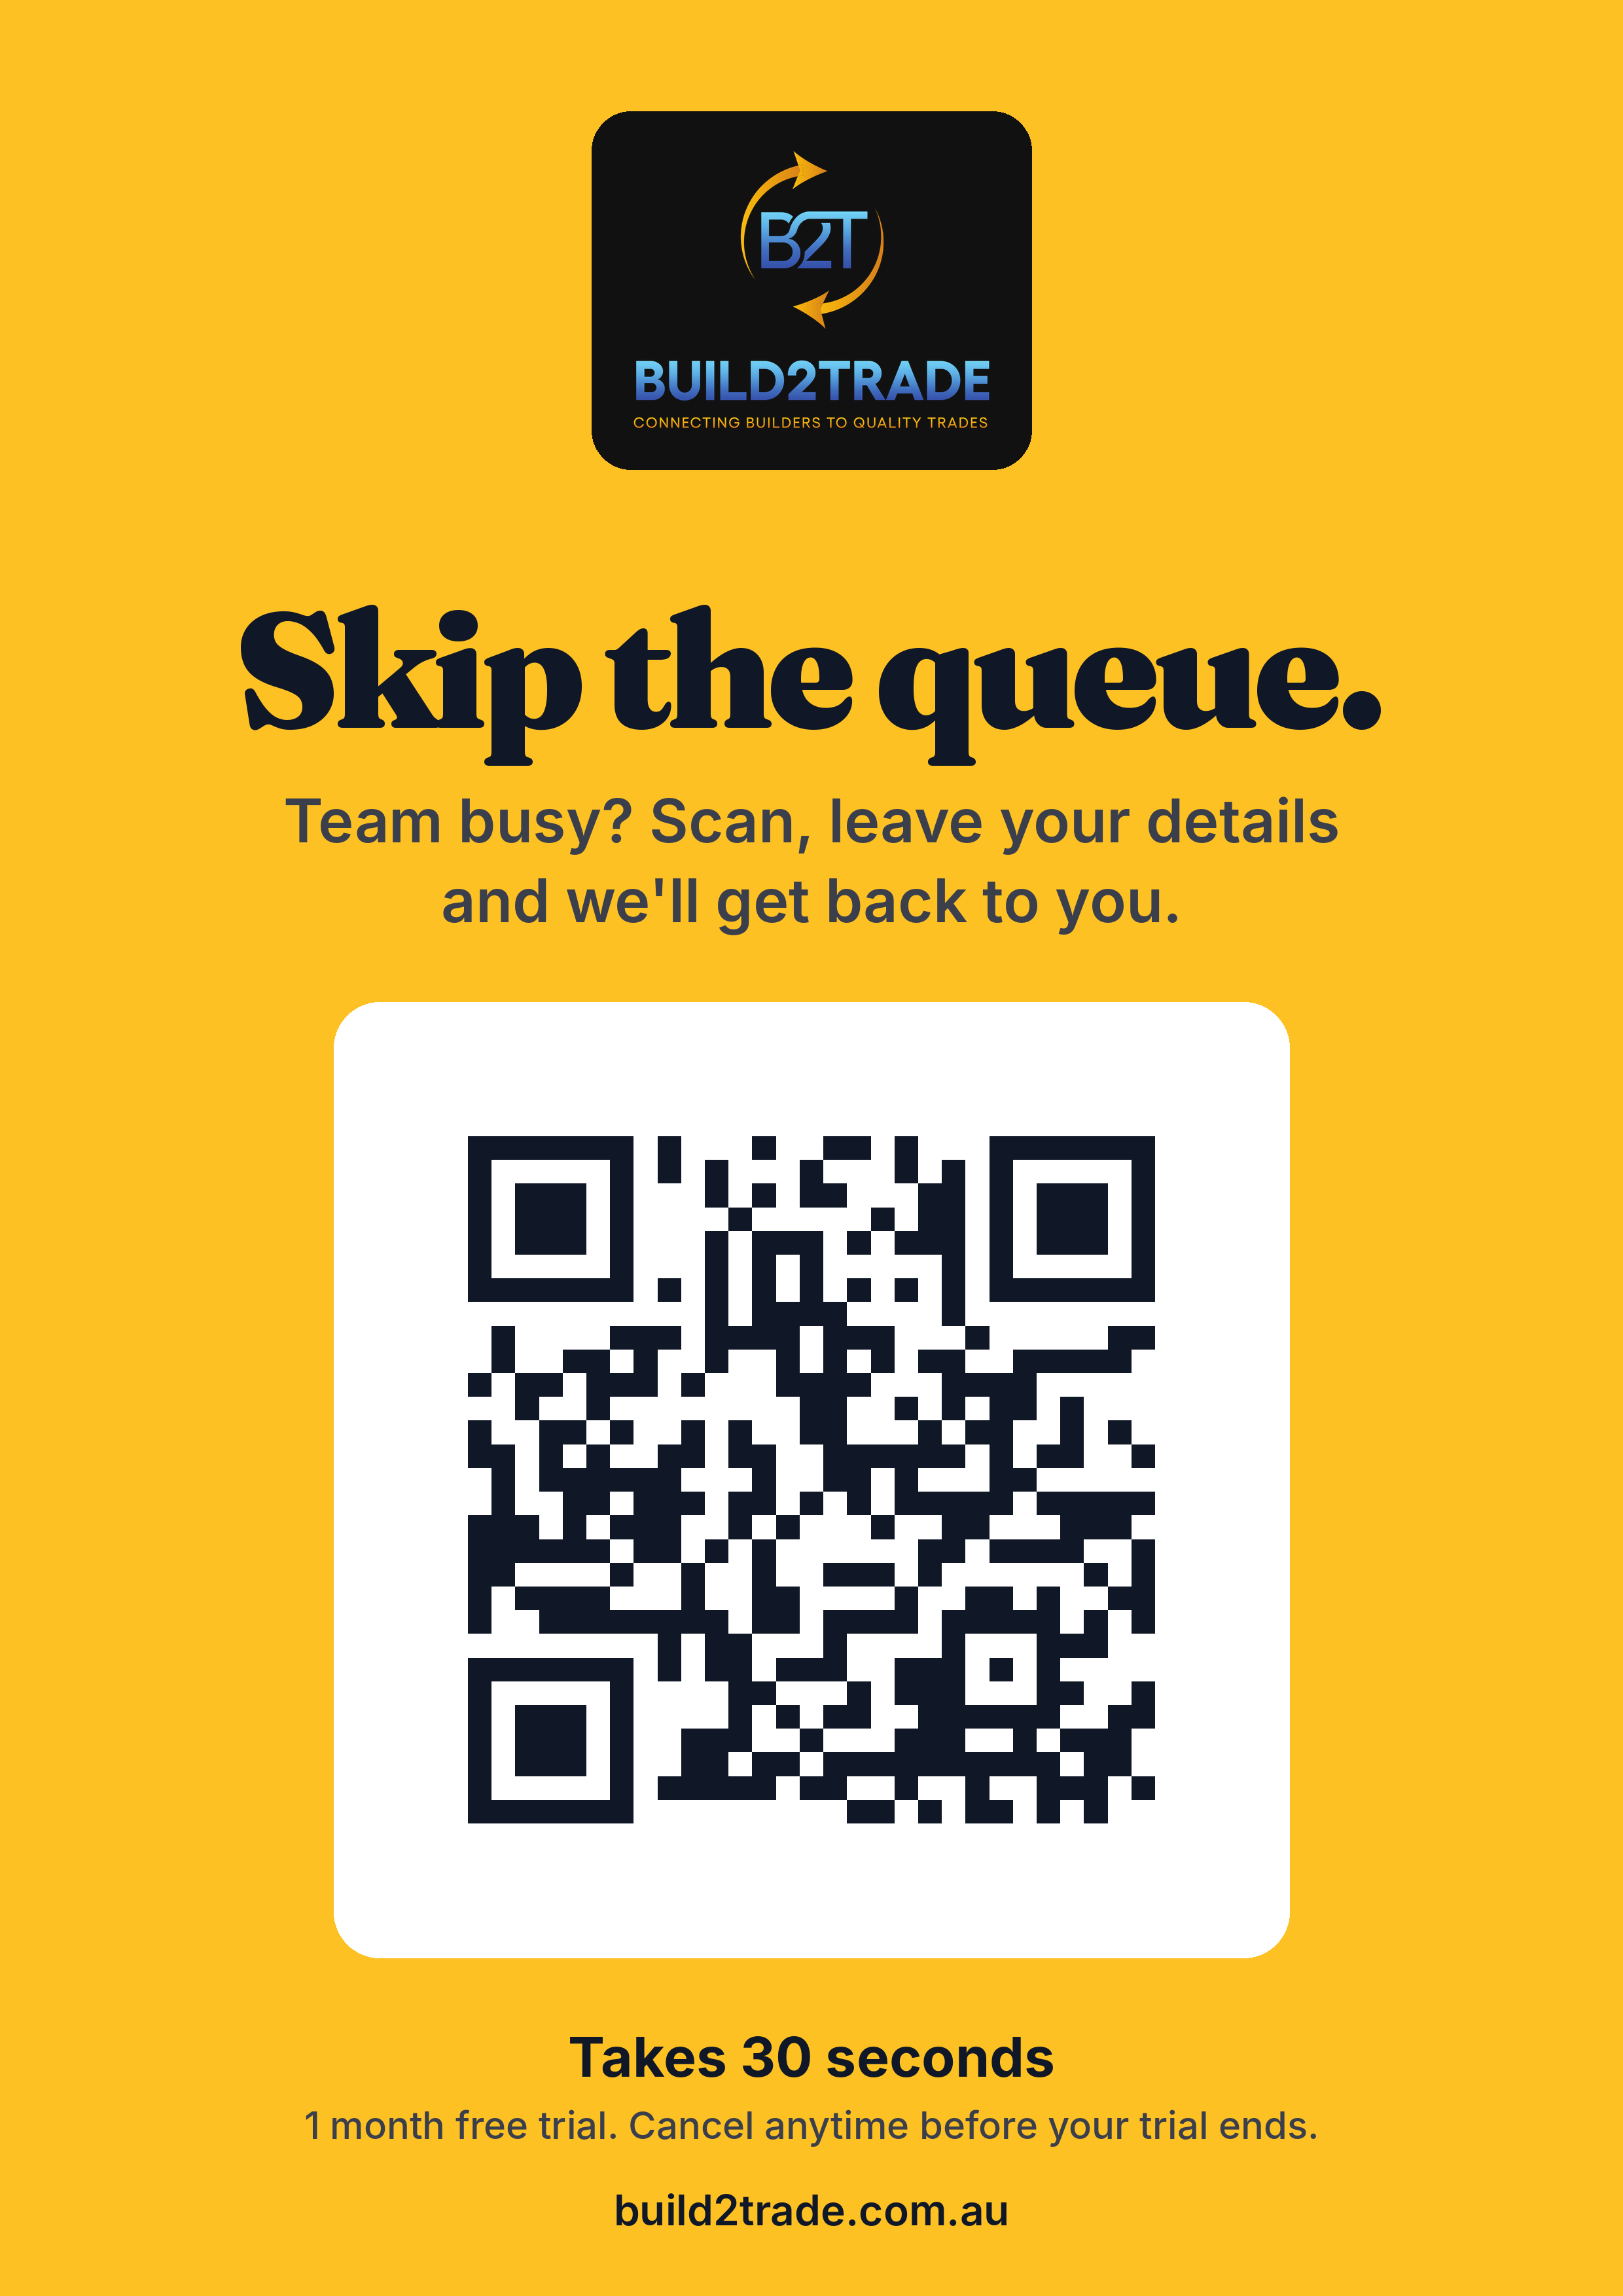 B2T
BUILD2TRADE
CONNECTING BUILDERS TO QUALITY TRADES
Skip the queue.
Team busy? Scan, leave your details
and we'll get back to you.
Takes 30 seconds
1 month free trial. Cancel anytime before your trial ends.
build2trade.com.au